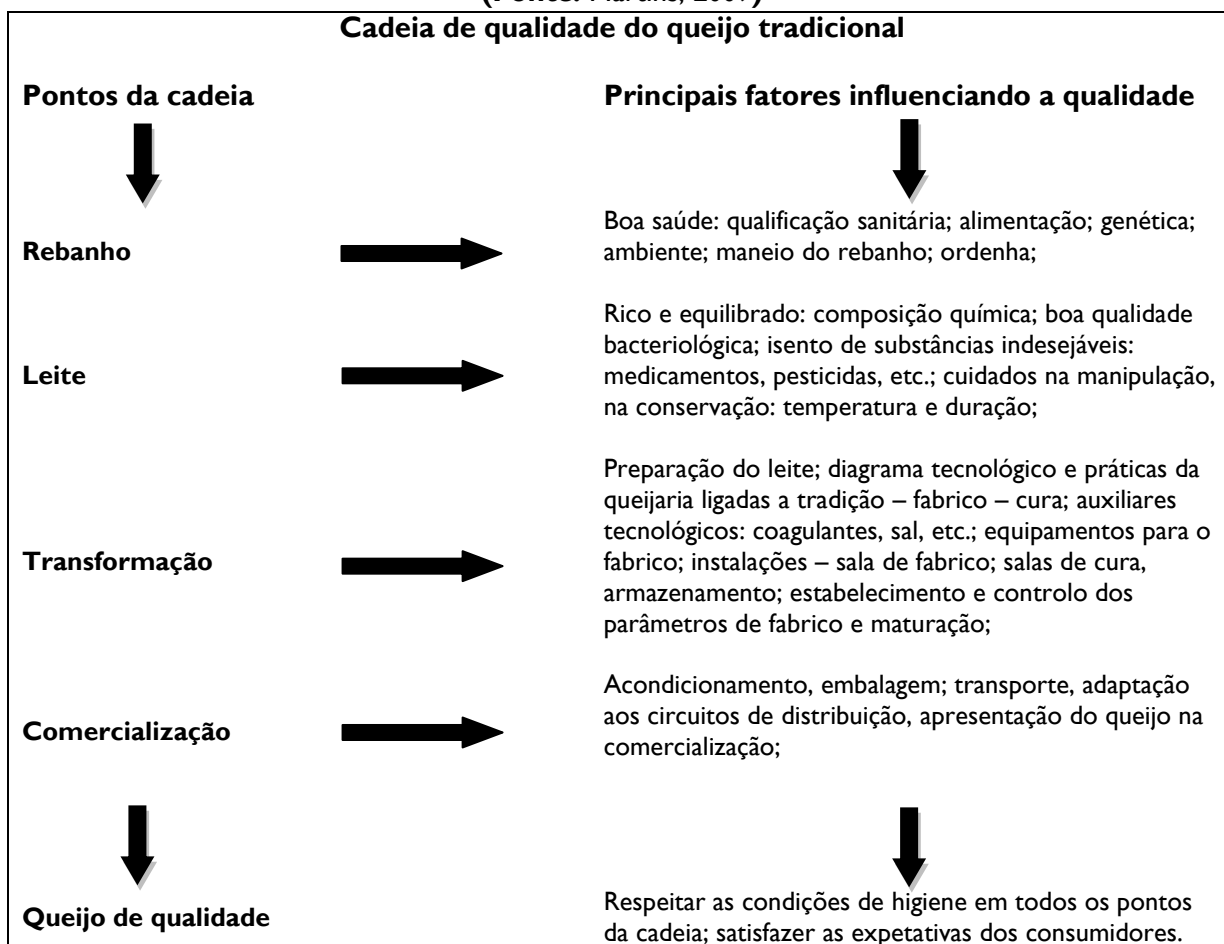 Cadeia de qualidade do queijo tradicional
Pontos da cadeia
Principais fatores influenciando a qualidade
Rebanho
Boa saúde: qualificação sanitária; alimentação; genética;
ambiente; maneio do rebanho; ordenha;
Leite
Rico e equilibrado: composição química; boa qualidade
bacteriológica; isento de substâncias indesejáveis:
medicamentos, pesticidas, etc.; cuidados na manipulação,
na conservação: temperatura e duração;
Transformação
Preparação do leite; diagrama tecnológico e práticas da
queijaria ligadas a tradição – fabrico – cura; auxiliares
tecnológicos: coagulantes, sal, etc.; equipamentos para o
fabrico; instalações – sala de fabrico; salas de cura,
armazenamento; estabelecimento e controlo dos
parâmetros de fabrico e maturação;
Comercialização
Acondicionamento, embalagem; transporte, adaptação
aos circuitos de distribuição, apresentação do queijo na
comercialização;
Queijo de qualidade
Respeitar as condições de higiene em todos os pontos
da cadeia; satisfazer as expetativas dos consumidores.